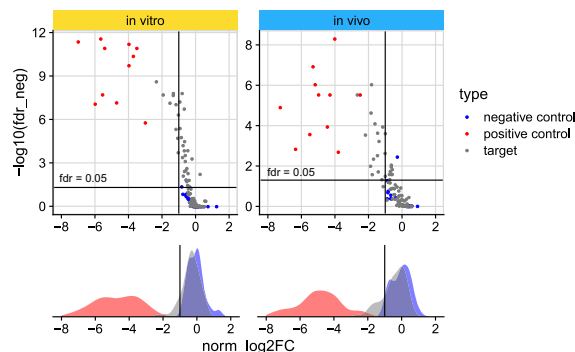 in vitro
in vivo
−log10(fdr_neg)
12
9
6
3
0
fdr = 0.05
−8 −6 −4 −2 0 2
8
6
4
2
0
fdr = 0.05
−8 −6 −4 −2 0 2
type
negative control
positive control
target
−8 −6 −4 −2 0 2
−8 −6 −4 −2 0 2
norm_log2FC